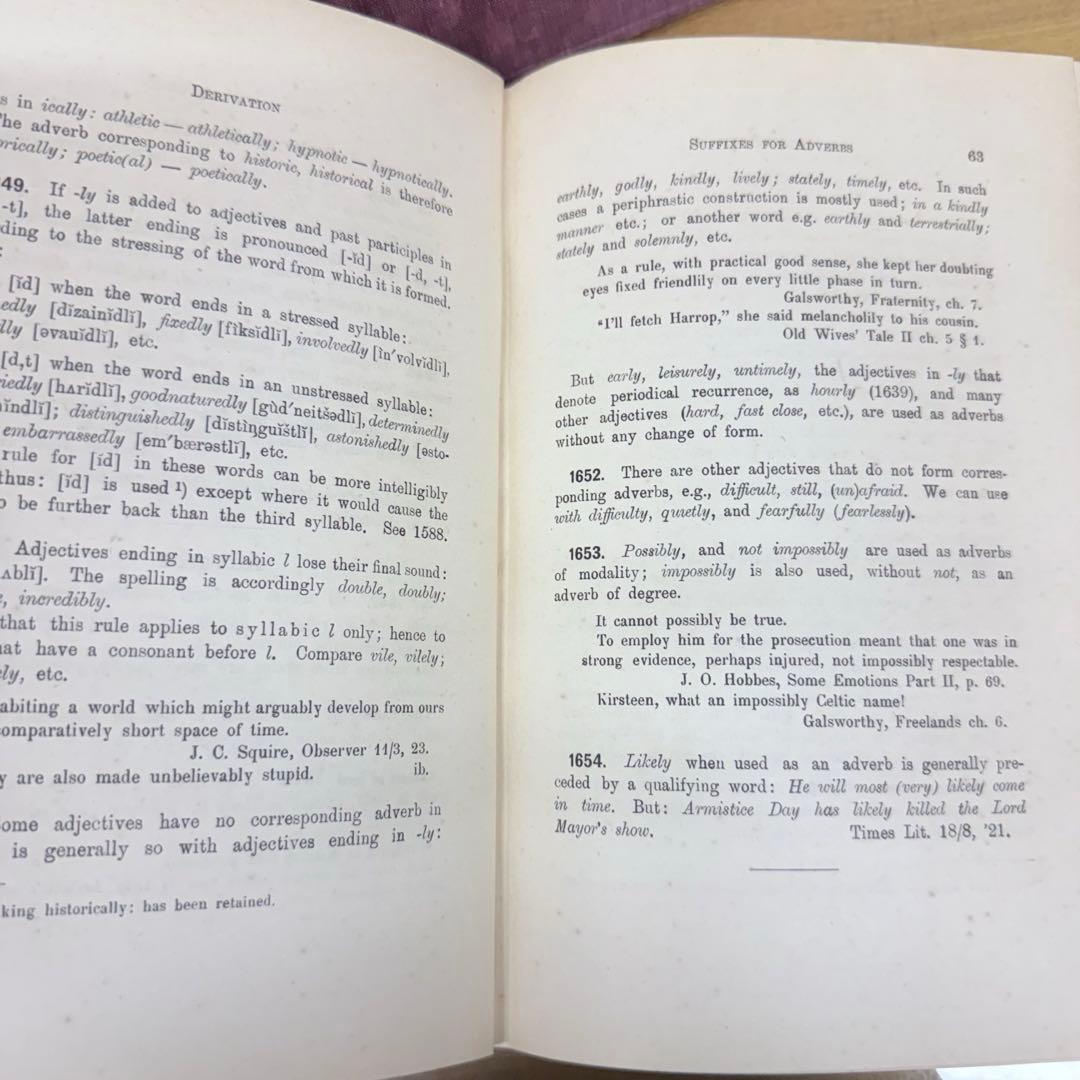 DERIVATION
s in ically: athletic — athletically; hypnotic — hypnotically.
he adverb corresponding to historic, historical is therefore
rically; poetic(al) — poetically.
49. If -ly is added to adjectives and past participles in
-t], the latter ending is pronounced [-ĭd] or [-d, -t],
ding to the stressing of the word from which it is formed.
:
[ĭd] when the word ends in a stressed syllable:
edly [dĭzainĭdlĭ], fixedly [fĭksĭdlĭ], involvedly [ĭn'volvĭdlĭ],
lly [əvauĭdlĭ], etc.
[d,t] when the word ends in an unstressed syllable:
riedly [hʌrĭdlĭ], goodnaturedly [gùd'neitšədlĭ], determinedly
ĭndlĭ]; distinguishedly [dĭstĭnguĭštlĭ], astonishedly [əsto-
embarrassedly [em'bærəstlĭ], etc.
rule for [ĭd] in these words can be more intelligibly
thus: [ĭd] is used ¹) except where it would cause the
o be further back than the third syllable. See 1588.
Adjectives ending in syllabic l lose their final sound:
ʌblĭ]. The spelling is accordingly double, doubly;
, incredibly.
that this rule applies to syllabic l only; hence to
at have a consonant before l. Compare vile, vilely;
ly, etc.
abiting a world which might arguably develop from ours
omparatively short space of time.
J. C. Squire, Observer 11/3, 23.
y are also made unbelievably stupid. ib.
ome adjectives have no corresponding adverb in
is generally so with adjectives ending in -ly:
king historically: has been retained.
SUFFIXES FOR ADVERBS 63
earthly, godly, kindly, lively; stately, timely, etc. In such
cases a periphrastic construction is mostly used; in a kindly
manner etc.; or another word e.g. earthly and terrestrially;
stately and solemnly, etc.
As a rule, with practical good sense, she kept her doubting
eyes fixed friendlily on every little phase in turn.
Galsworthy, Fraternity, ch. 7.
"I'll fetch Harrop," she said melancholily to his cousin.
Old Wives' Tale II ch. 5 § 1.
But early, leisurely, untimely, the adjectives in -ly that
denote periodical recurrence, as hourly (1639), and many
other adjectives (hard, fast close, etc.), are used as adverbs
without any change of form.
1652. There are other adjectives that do not form corres-
ponding adverbs, e.g., difficult, still, (un)afraid. We can use
with difficulty, quietly, and fearfully (fearlessly).
1653. Possibly, and not impossibly are used as adverbs
of modality; impossibly is also used, without not, as an
adverb of degree.
It cannot possibly be true.
To employ him for the prosecution meant that one was in
strong evidence, perhaps injured, not impossibly respectable.
J. O. Hobbes, Some Emotions Part II, p. 69.
Kirsteen, what an impossibly Celtic name!
Galsworthy, Freelands ch. 6.
1654. Likely when used as an adverb is generally pre-
ceded by a qualifying word: He will most (very) likely come
in time. But: Armistice Day has likely killed the Lord
Mayor's show. Times Lit. 18/8, '21.